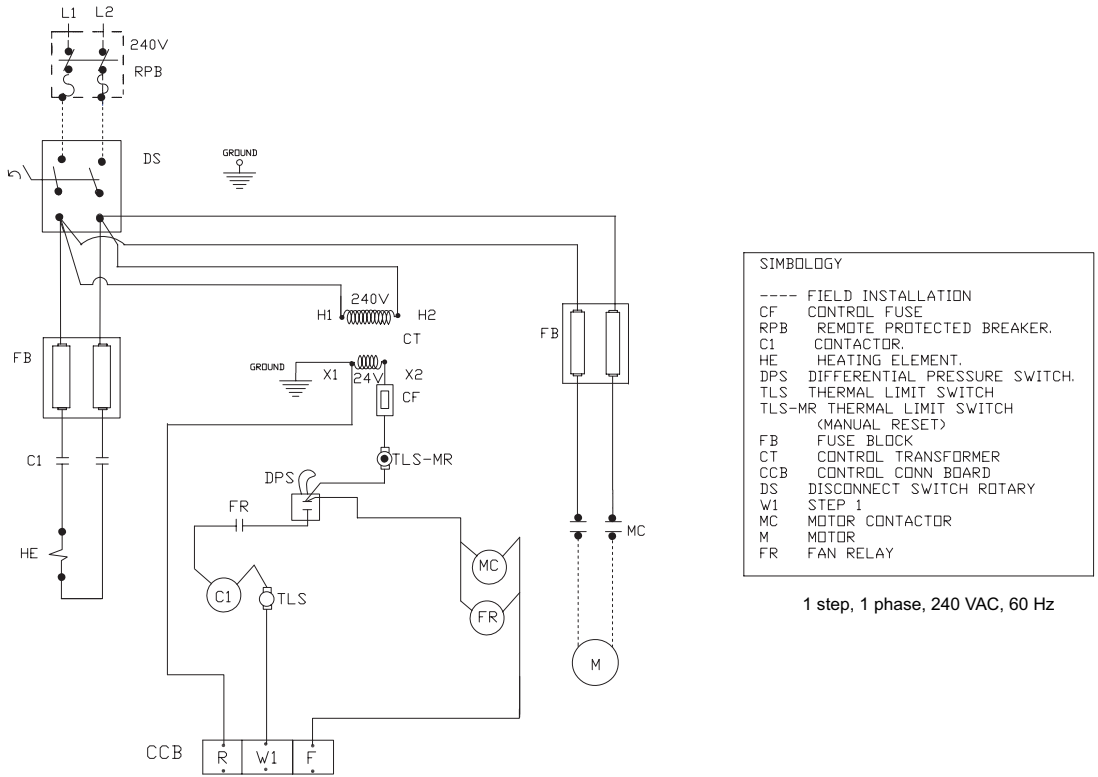 L1 L2
240V
RPB
DS
GROUND
240V
H1 H2
CT
FB
FB
GROUND
X1 24V X2
CF
C1
TLS-MR
DPS
FR
MC
HE
MC
C1
TLS
FR
M
CCB R W1 F
SIMBOLOGY
---- FIELD INSTALLATION
CF CONTROL FUSE
RPB REMOTE PROTECTED BREAKER.
C1 CONTACTOR.
HE HEATING ELEMENT.
DPS DIFFERENTIAL PRESSURE SWITCH.
TLS THERMAL LIMIT SWITCH
TLS-MR THERMAL LIMIT SWITCH
(MANUAL RESET)
FB FUSE BLOCK
CT CONTROL TRANSFORMER
CCB CONTROL CONN BOARD
DS DISCONNECT SWITCH ROTARY
W1 STEP 1
MC MOTOR CONTACTOR
M MOTOR
FR FAN RELAY
1 step, 1 phase, 240 VAC, 60 Hz